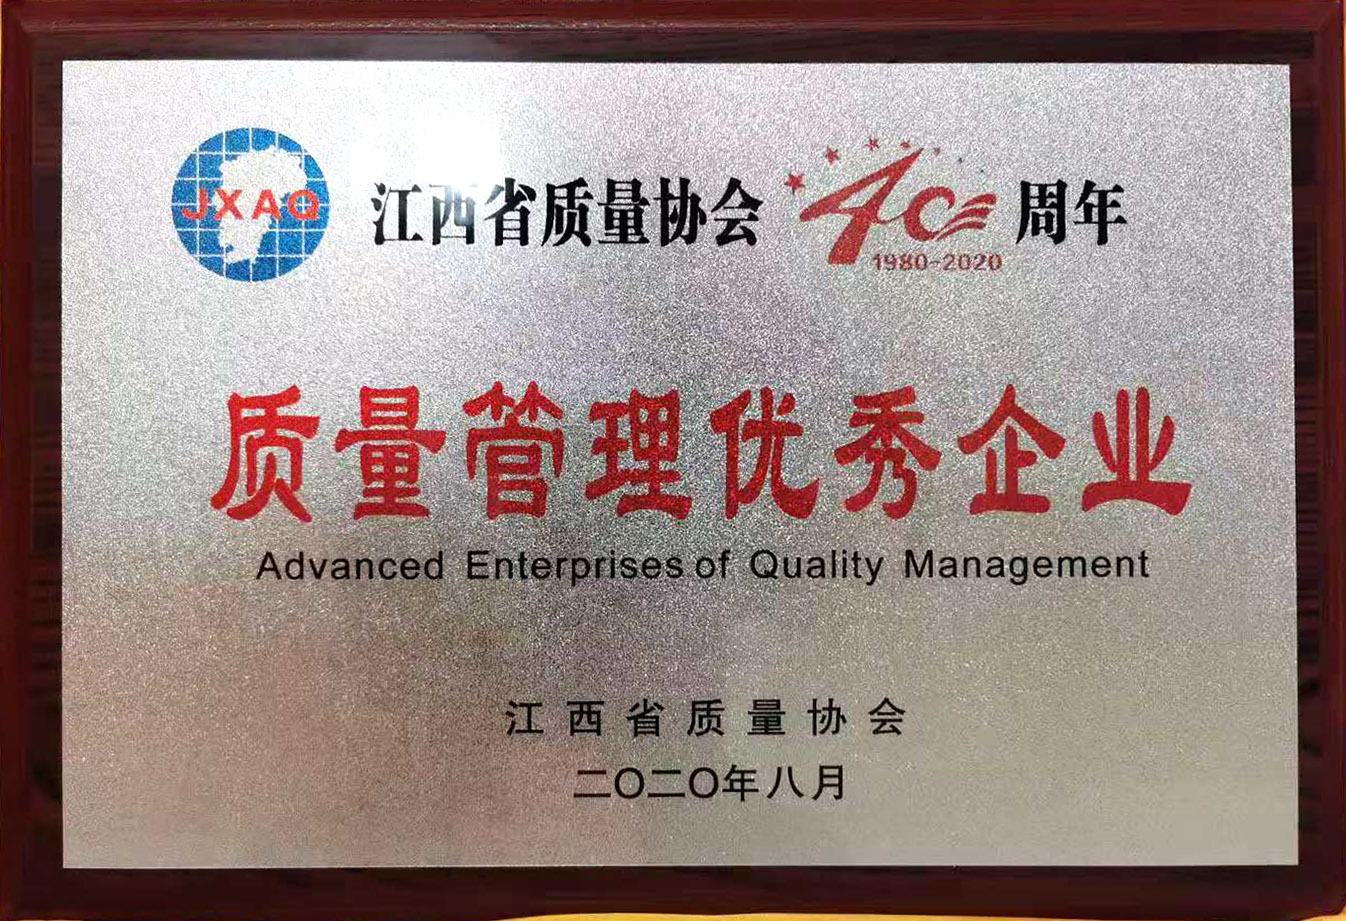 JXAQ 江西省质量协会 40 周年
1980-2020
质量管理优秀企业
Advanced Enterprises of Quality Management
江西省质量协会
二〇二〇年八月